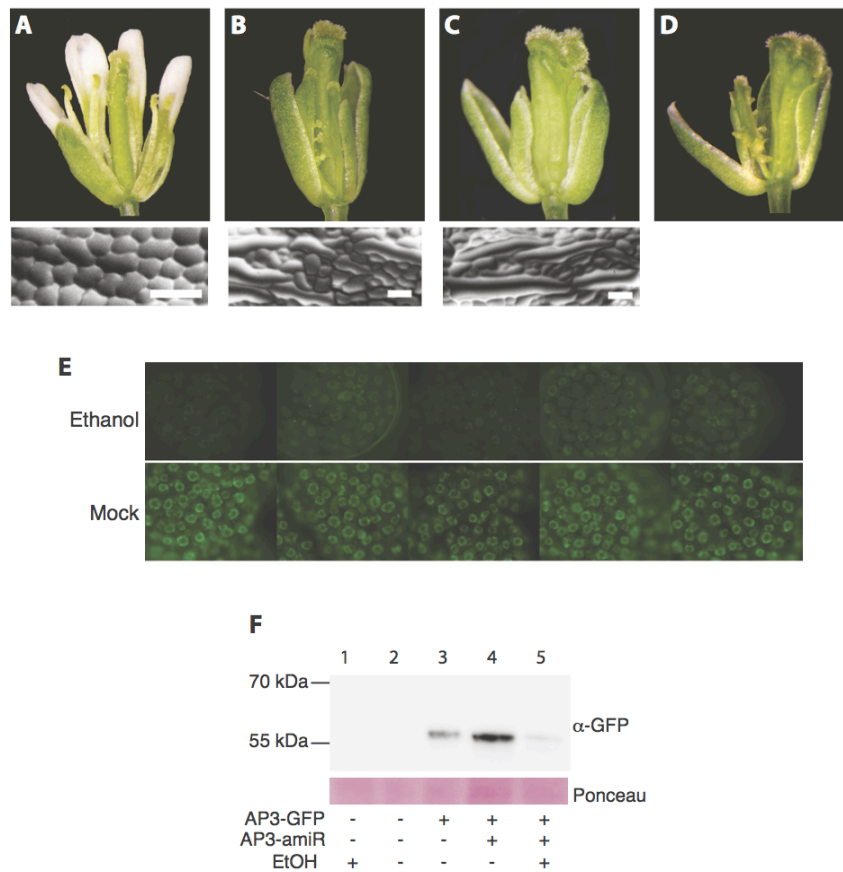 A B C D
E
Ethanol
Mock
F
1 2 3 4 5
70 kDa
55 kDa
α-GFP
Ponceau
AP3-GFP - - + + +
AP3-amiR - - - + +
EtOH + - - - +